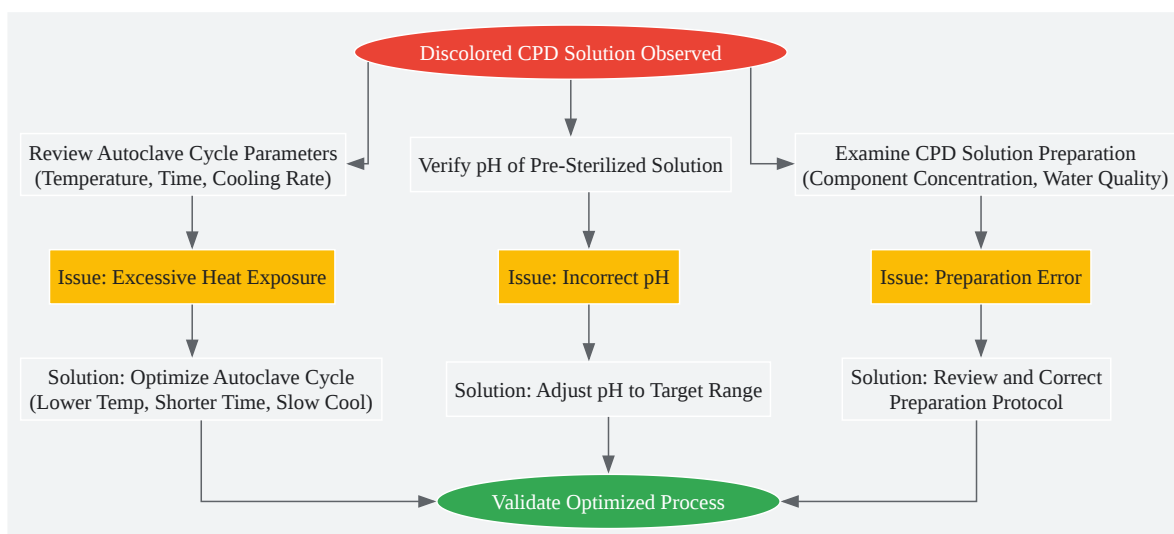 Discolored CPD Solution Observed
Review Autoclave Cycle Parameters
(Temperature, Time, Cooling Rate)
Verify pH of Pre-Sterilized Solution
Examine CPD Solution Preparation
(Component Concentration, Water Quality)
Issue: Excessive Heat Exposure
Issue: Incorrect pH
Issue: Preparation Error
Solution: Optimize Autoclave Cycle
(Lower Temp, Shorter Time, Slow Cool)
Solution: Adjust pH to Target Range
Solution: Review and Correct
Preparation Protocol
Validate Optimized Process